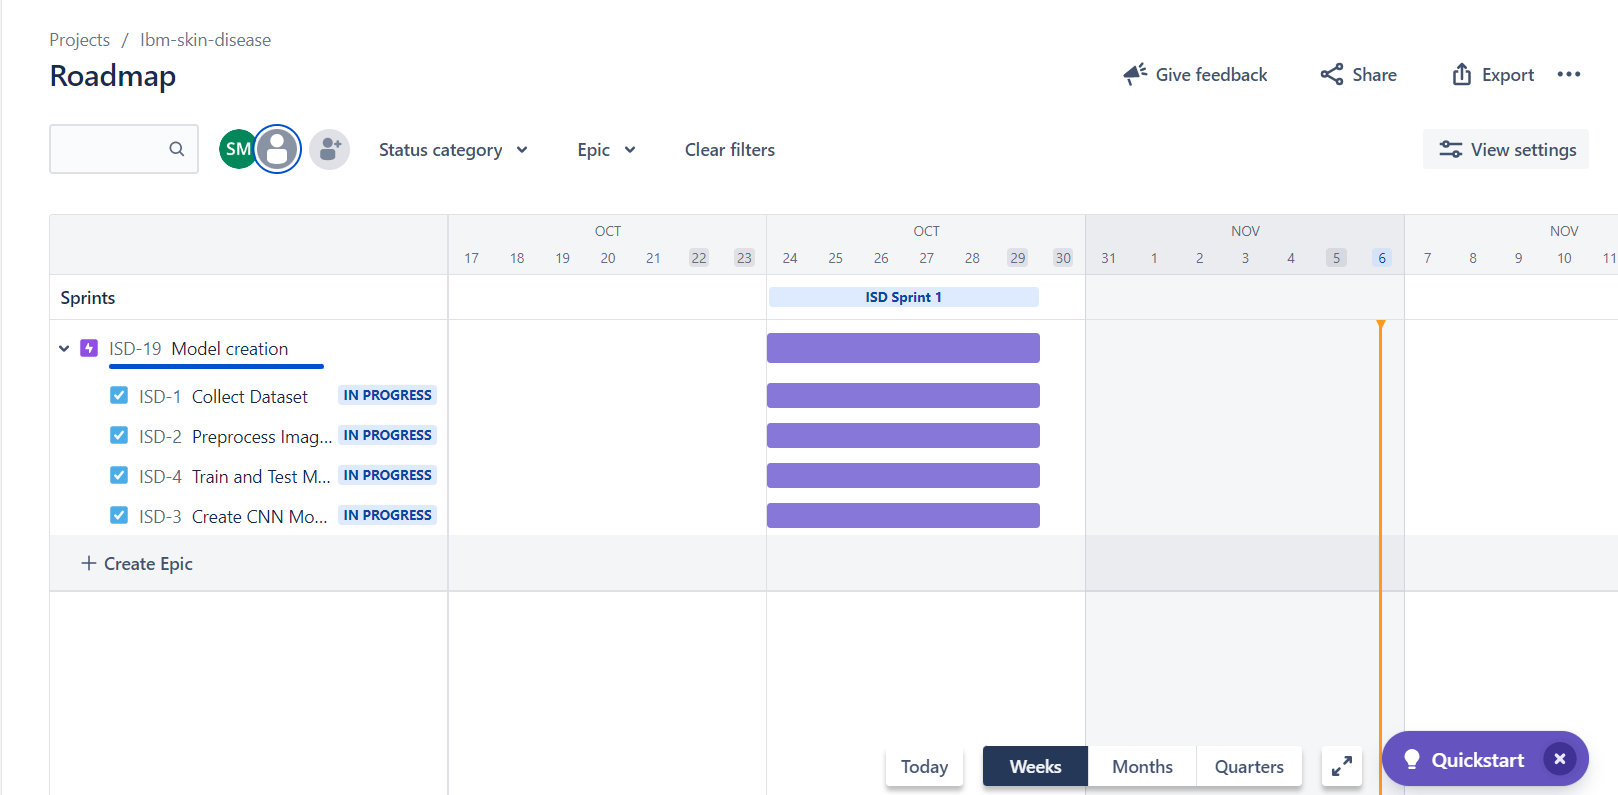 Projects / Ibm-skin-disease
Roadmap
Give feedback
Share
Export
SM
Status category
Epic
Clear filters
View settings
OCT
OCT
NOV
NOV
17 18 19 20 21 22 23 24 25 26 27 28 29 30 31 1 2 3 4 5 6 7 8 9 10 11
Sprints
ISD Sprint 1
ISD-19 Model creation
ISD-1 Collect Dataset IN PROGRESS
ISD-2 Preprocess Imag... IN PROGRESS
ISD-4 Train and Test M... IN PROGRESS
ISD-3 Create CNN Mo... IN PROGRESS
+ Create Epic
Today
Weeks
Months
Quarters
Quickstart